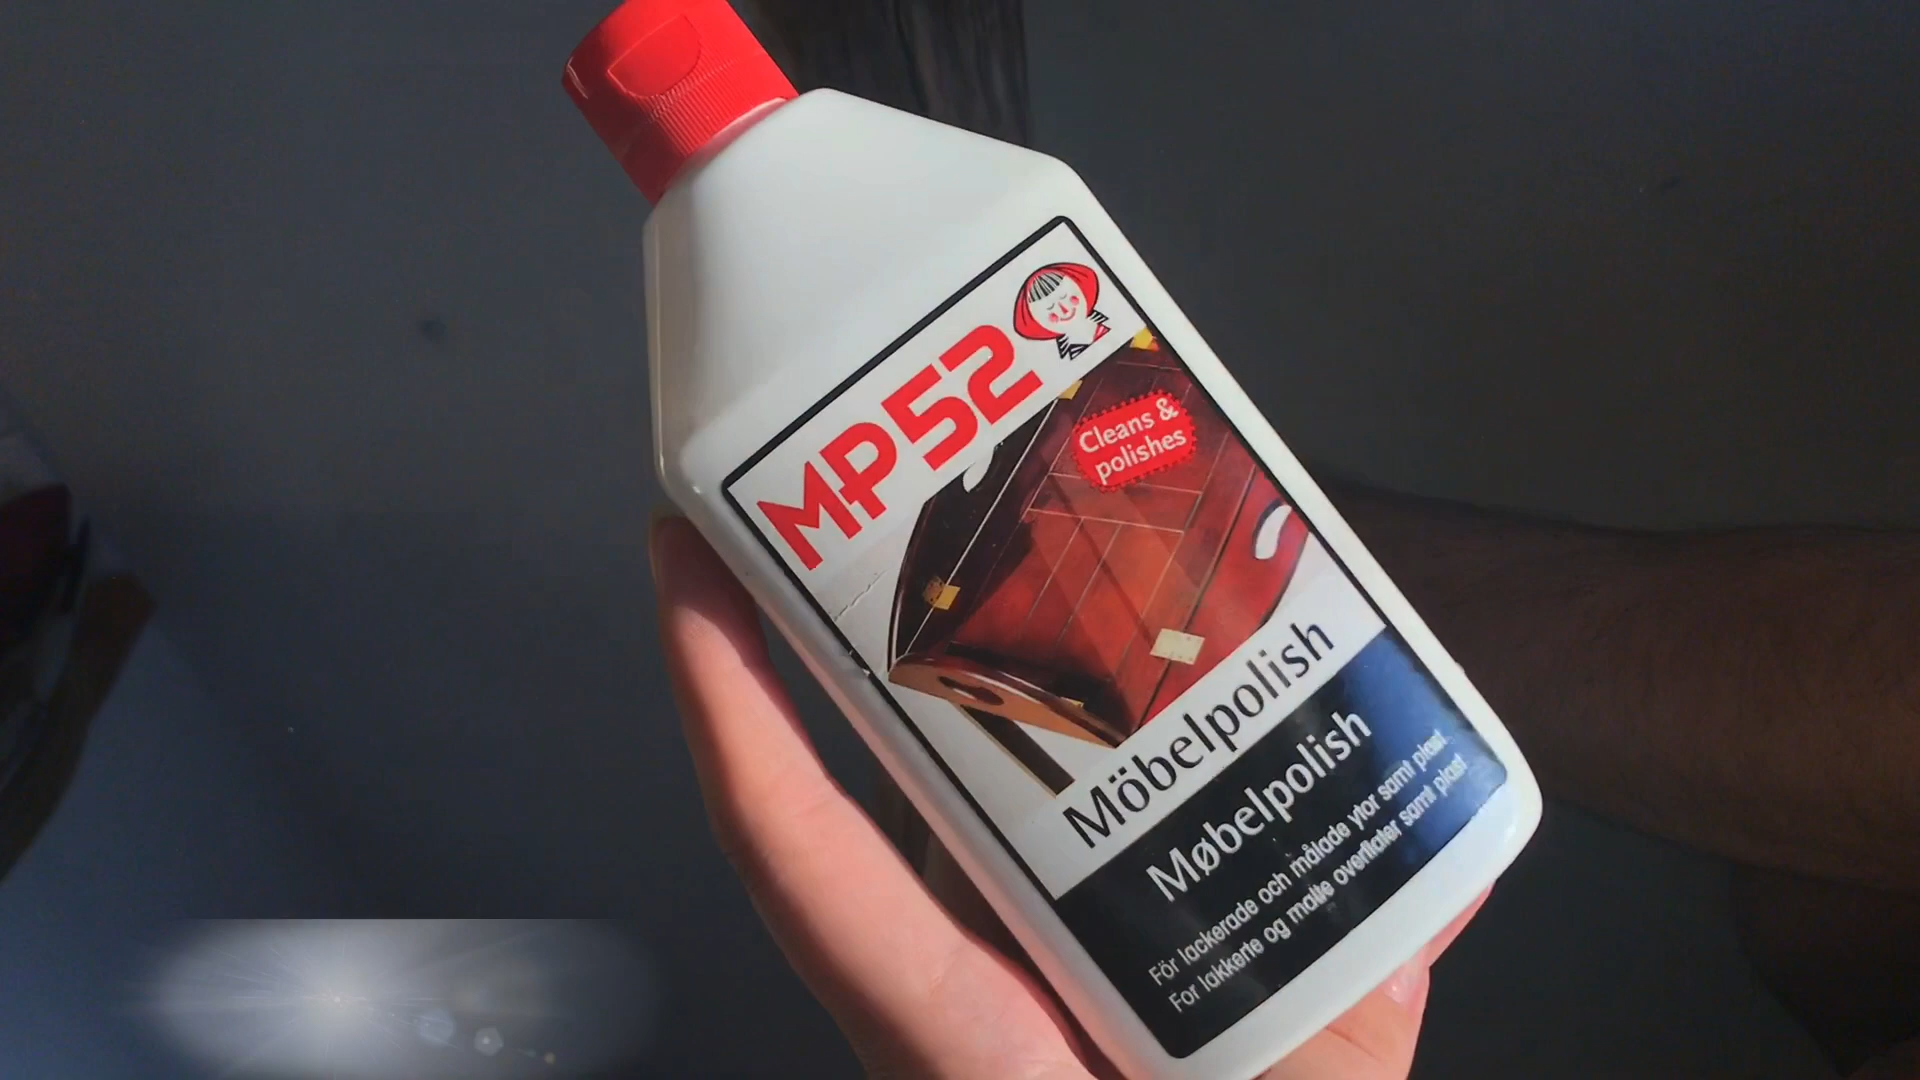 MP52
Cleans &
polishes
Möbelpolish
Møbelpolish
För lackerade och målade ytor samt plast
For lakkerte og malte overflater samt plast